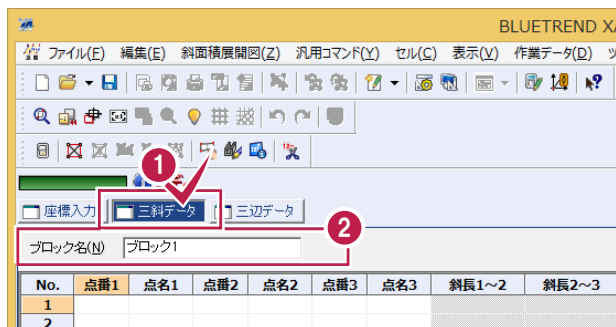 BLUETREND XA
ファイル(F) 編集(E) 斜面積展開図(Z) 汎用コマンド(Y) セル(C) 表示(V) 作業データ(D)
1
座標入力 三斜データ 三辺データ
2
ブロック名(N) ブロック1
No. 点番1 点名1 点番2 点名2 点番3 点名3 斜長1～2 斜長2～3
1
2